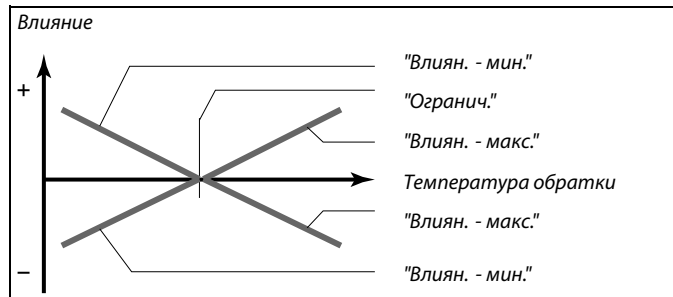 Влияние
+
"Влиян. - мин."
"Огранич."
"Влиян. - макс."
Температура обратки
"Влиян. - макс."
–
"Влиян. - мин."